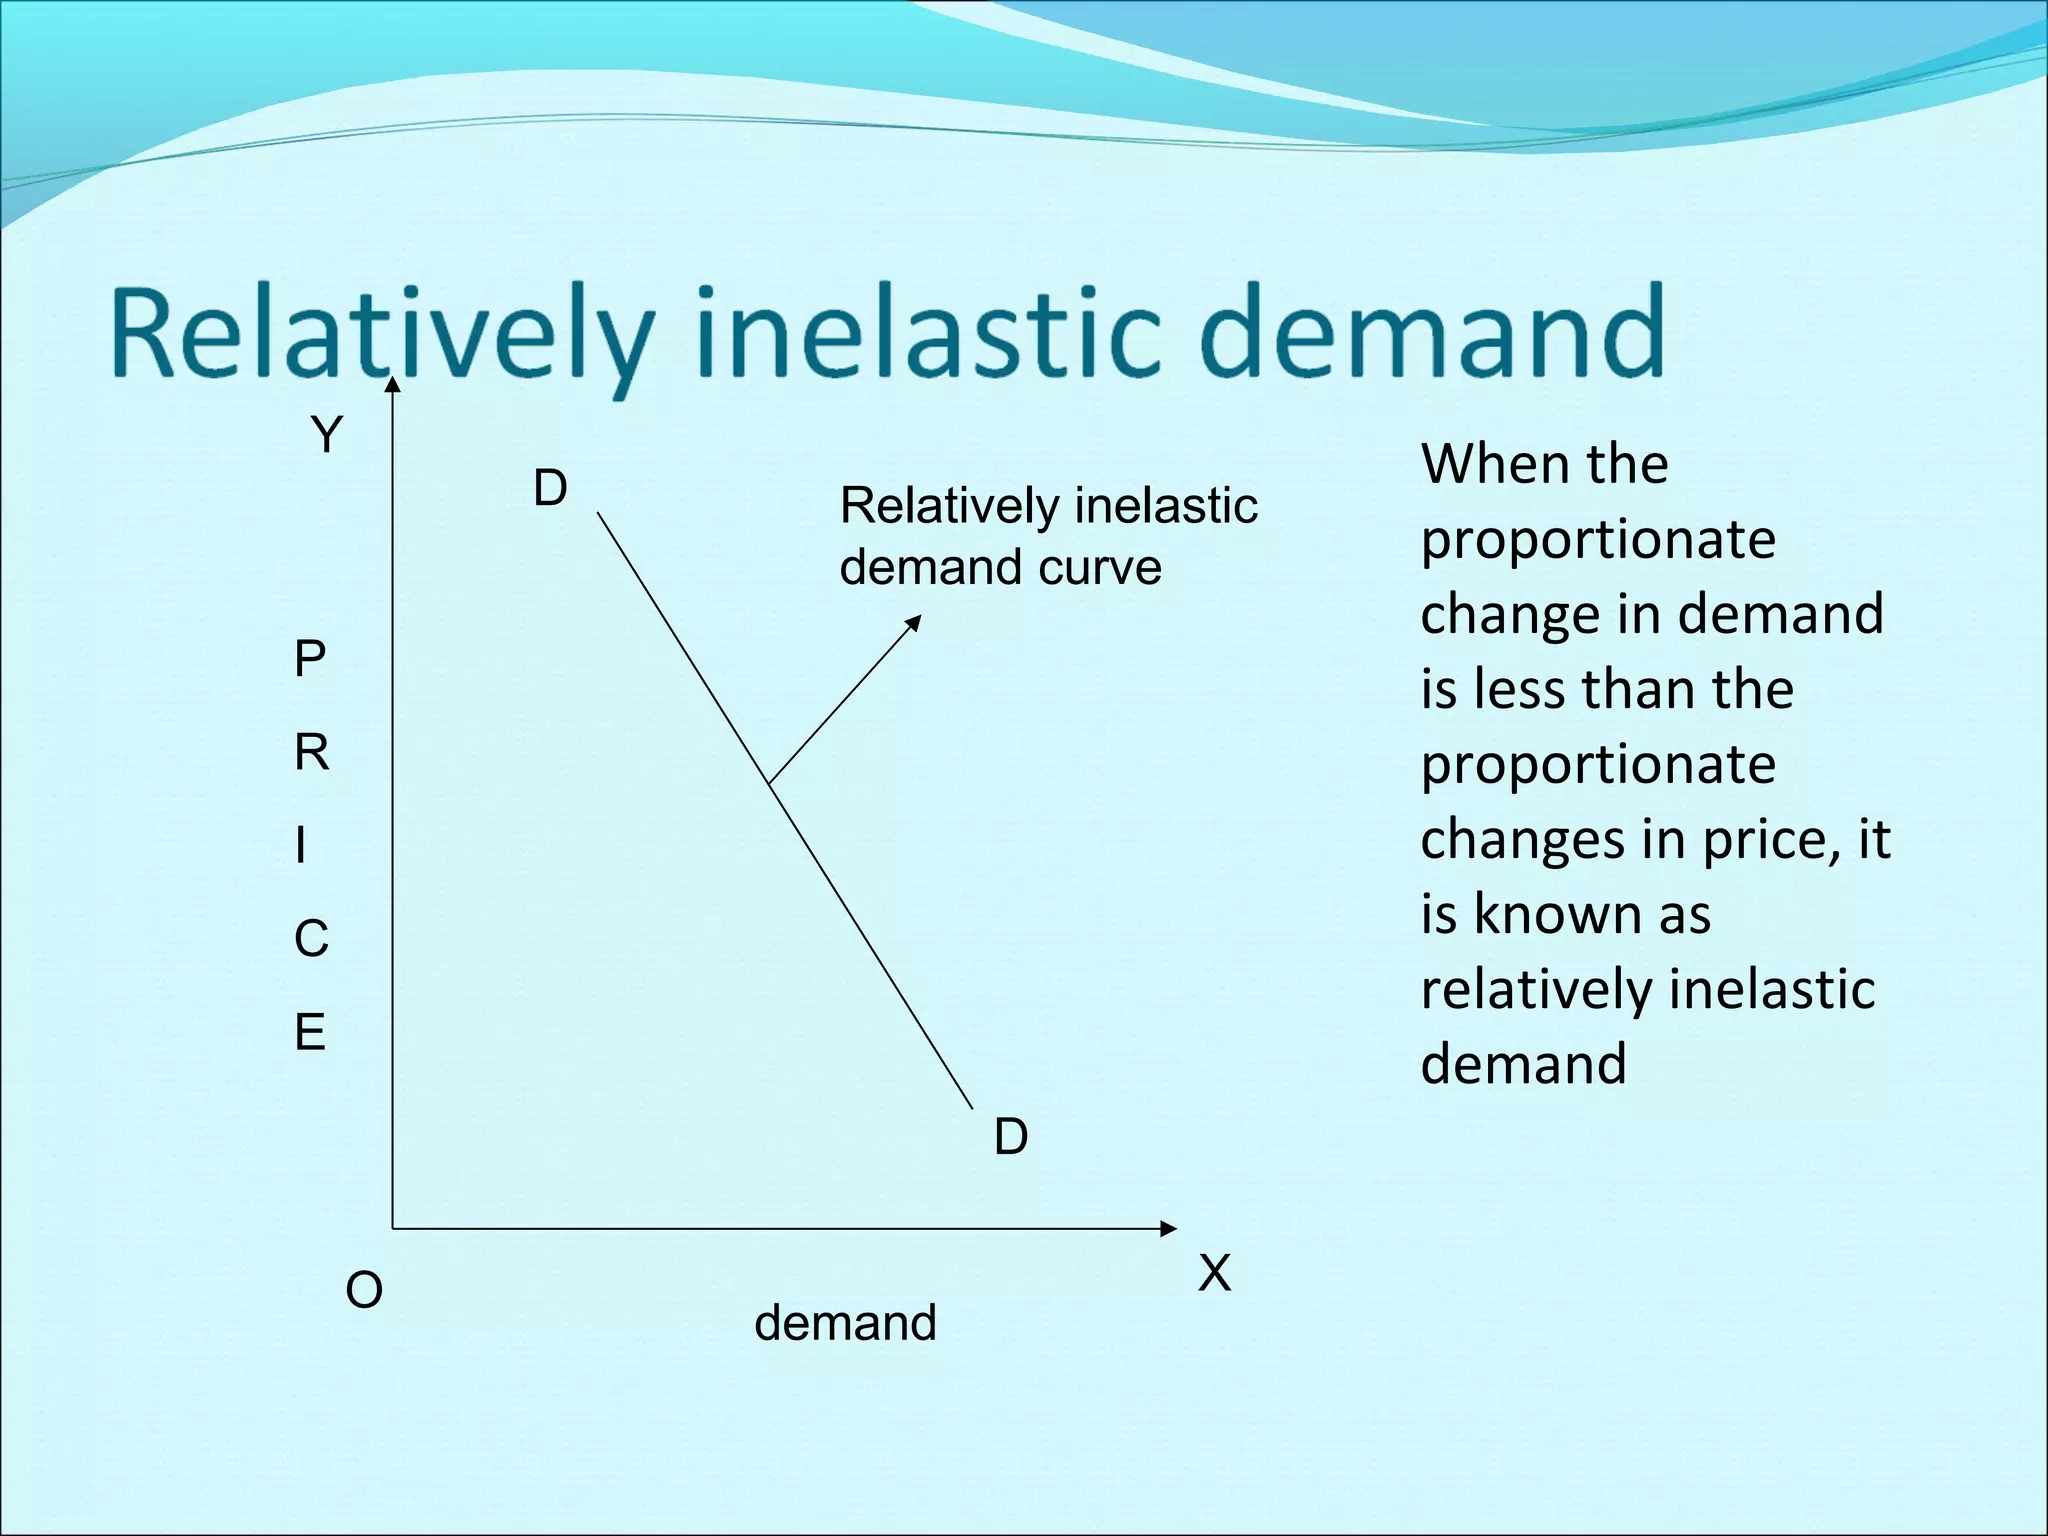 Relatively inelastic demand
Y
D
Relatively inelastic
demand curve
P
R
I
C
E
D
O
X
demand
When the
proportionate
change in demand
is less than the
proportionate
changes in price, it
is known as
relatively inelastic
demand